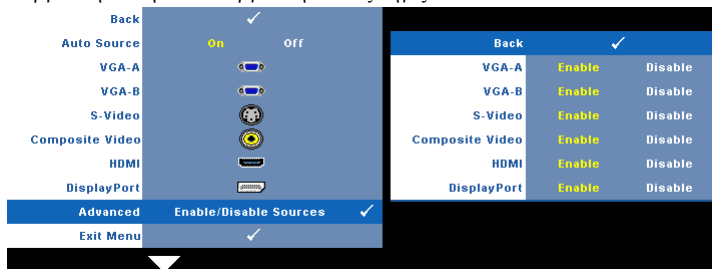 Back
Auto Source On Off
VGA-A
VGA-B
S-Video
Composite Video
HDMI
DisplayPort
Advanced Enable/Disable Sources
Exit Menu
Back
VGA-A Enable Disable
VGA-B Enable Disable
S-Video Enable Disable
Composite Video Enable Disable
HDMI Enable Disable
DisplayPort Enable Disable